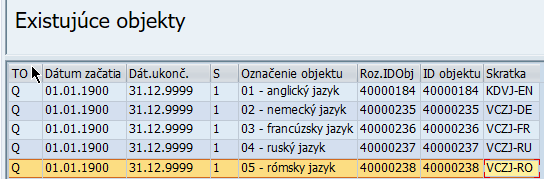 Existujúce objekty
TO Dátum začatia Dát.ukonč. S Označenie objektu Roz.IDObj ID objektu Skratka
Q 01.01.1900 31.12.9999 1 01 - anglický jazyk 40000184 40000184 KDVJ-EN
Q 01.01.1900 31.12.9999 1 02 - nemecký jazyk 40000235 40000235 VCZJ-DE
Q 01.01.1900 31.12.9999 1 03 - francúzsky jazyk 40000236 40000236 VCZJ-FR
Q 01.01.1900 31.12.9999 1 04 - ruský jazyk 40000237 40000237 VCZJ-RU
Q 01.01.1900 31.12.9999 1 05 - rómsky jazyk 40000238 40000238 VCZJ-RO